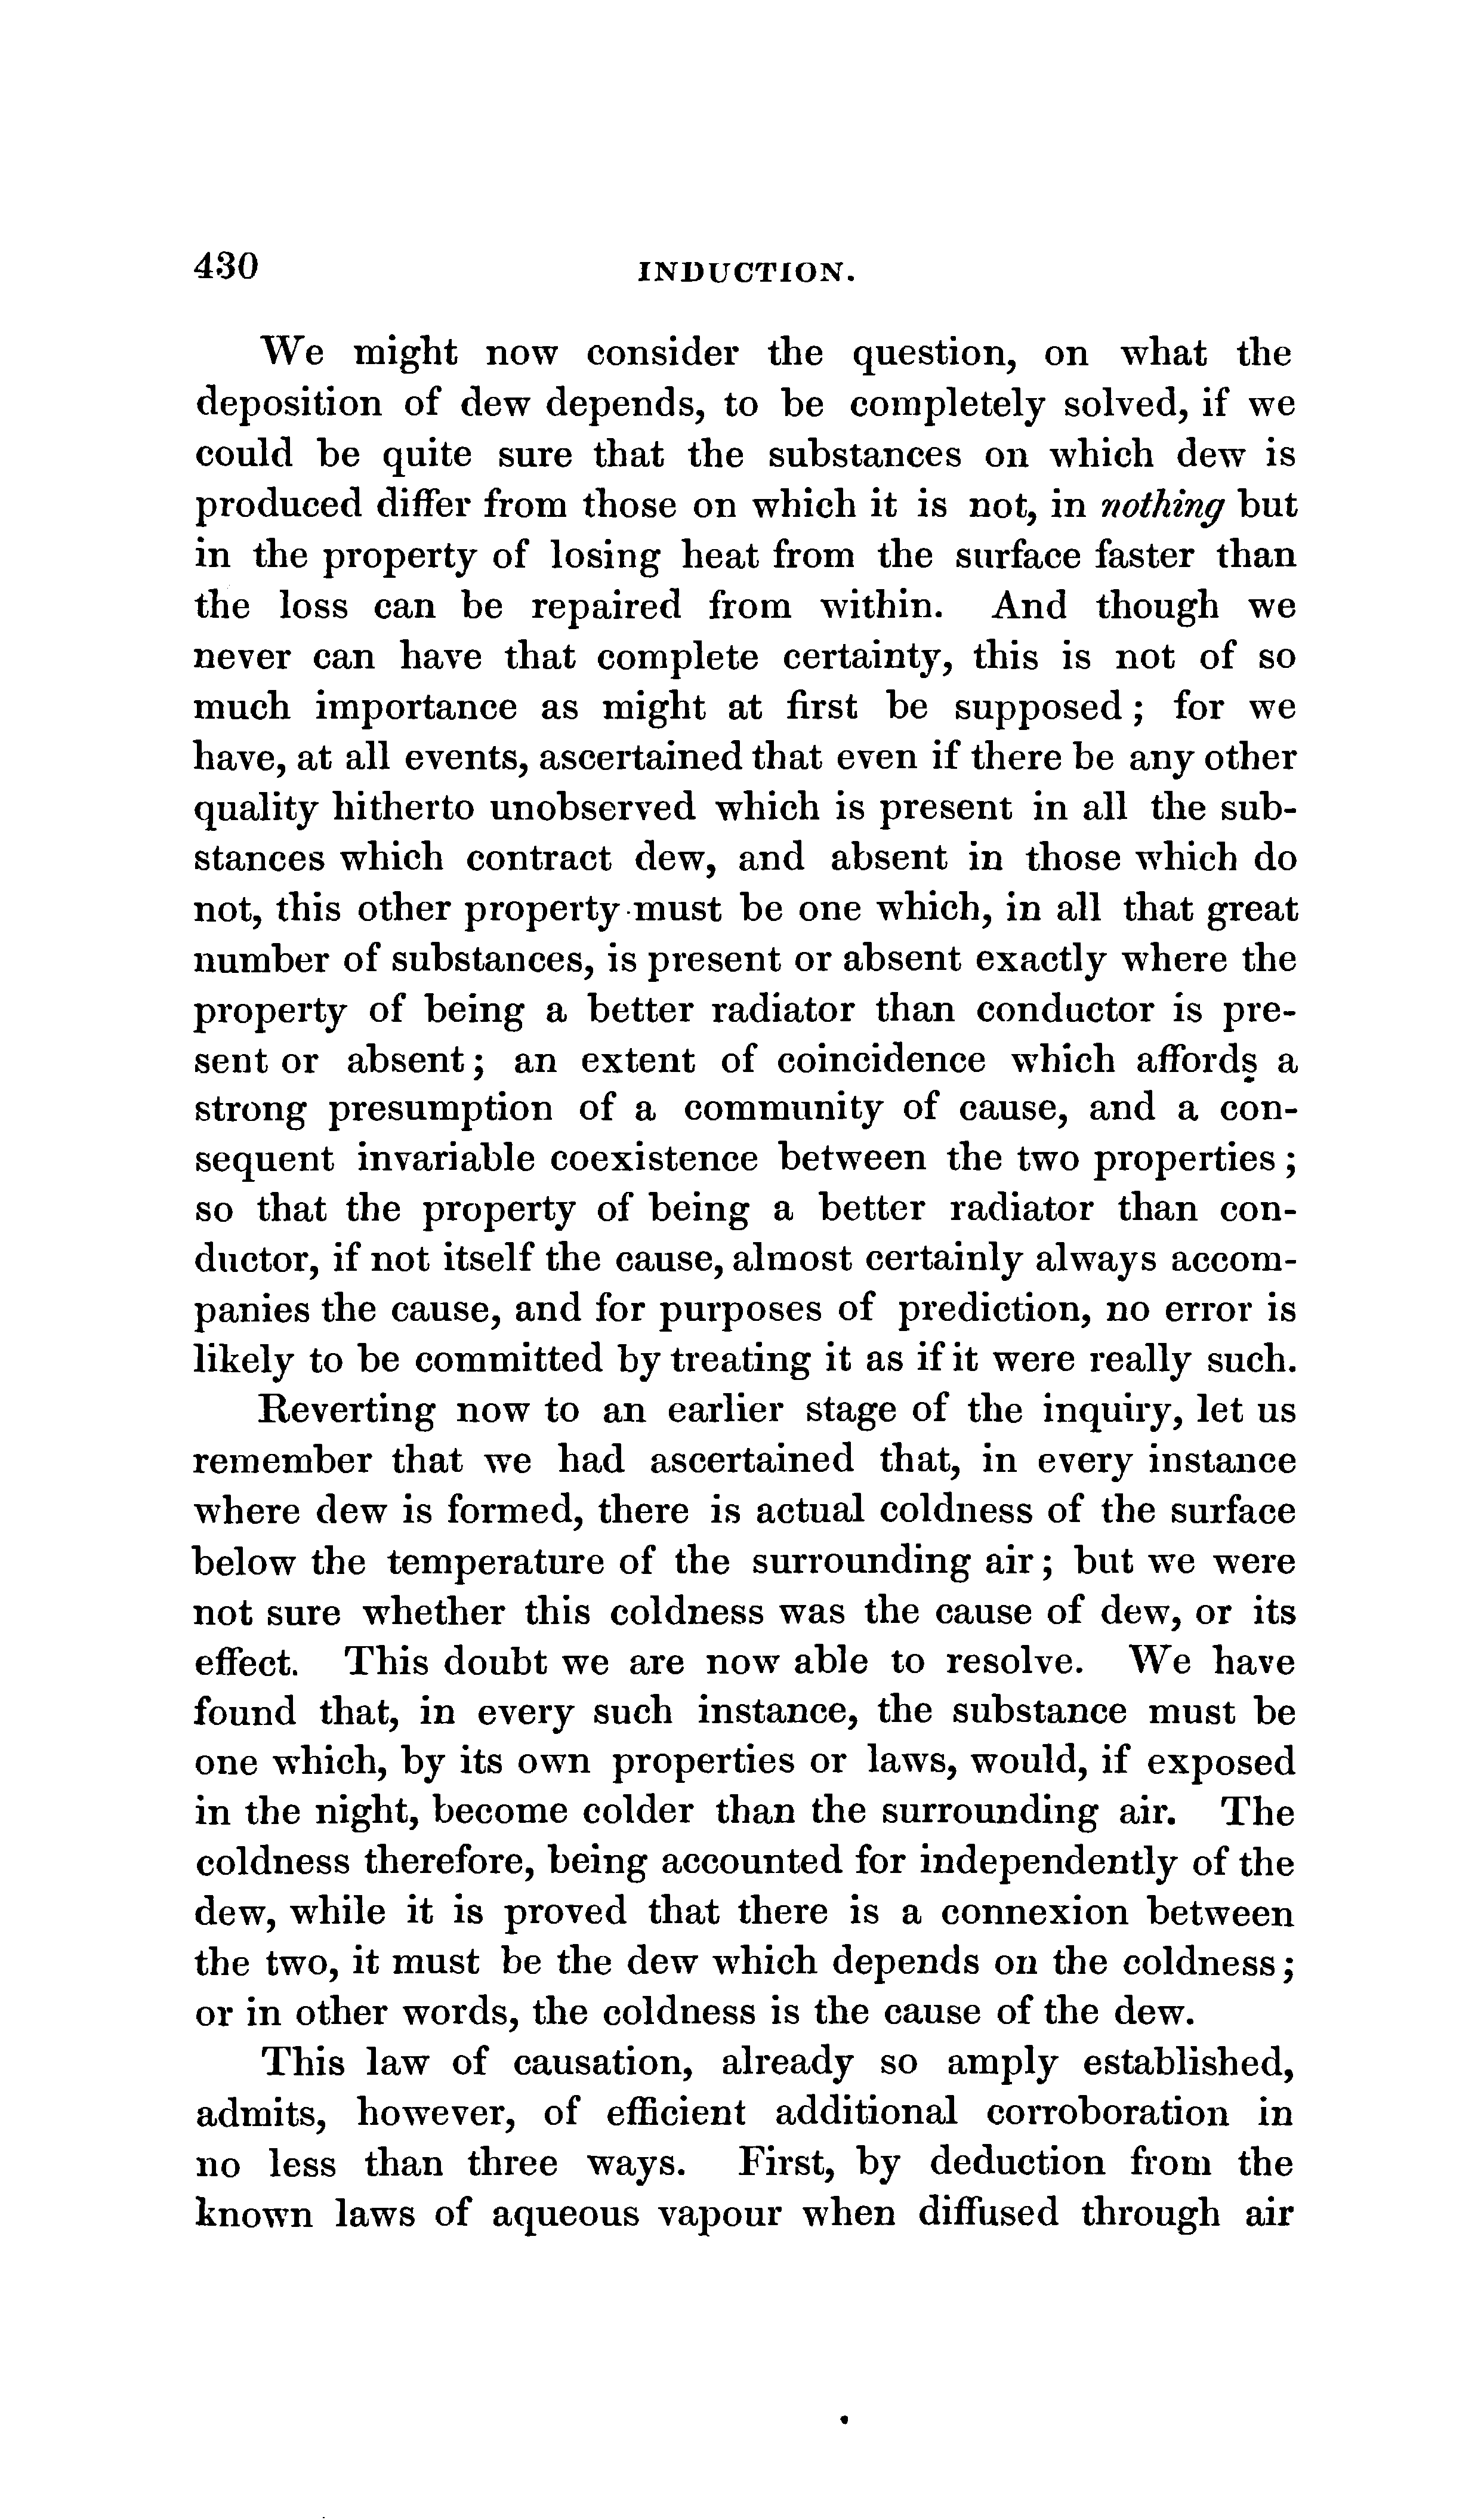 430
INDUCTION.
We might now consider the question, on what the
deposition of dew depends, to be completely solved, if we
could be quite sure that the substances on which dew is
produced differ from those on which it is not, in nothing but
in the property of losing heat from the surface faster than
the loss can be repaired from within. And though we
never can have that complete certainty, this is not of so
much importance as might at first be supposed; for we
have, at all events, ascertained that even if there be any other
quality hitherto unobserved which is present in all the sub-
stances which contract dew, and absent in those which do
not, this other property must be one which, in all that great
number of substances, is present or absent exactly where the
property of being a better radiator than conductor is pre-
sent or absent; an extent of coincidence which affords a
strong presumption of a community of cause, and a con-
sequent invariable coexistence between the two properties;
so that the property of being a better radiator than con-
ductor, if not itself the cause, almost certainly always accom-
panies the cause, and for purposes of prediction, no error is
likely to be committed by treating it as if it were really such.
Reverting now to an earlier stage of the inquiry, let us
remember that we had ascertained that, in every instance
where dew is formed, there is actual coldness of the surface
below the temperature of the surrounding air; but we were
not sure whether this coldness was the cause of dew, or its
effect. This doubt we are now able to resolve. We have
found that, in every such instance, the substance must be
one which, by its own properties or laws, would, if exposed
in the night, become colder than the surrounding air. The
coldness therefore, being accounted for independently of the
dew, while it is proved that there is a connexion between
the two, it must be the dew which depends on the coldness;
or in other words, the coldness is the cause of the dew.
This law of causation, already so amply established,
admits, however, of efficient additional corroboration in
no less than three ways. First, by deduction from the
known laws of aqueous vapour when diffused through air